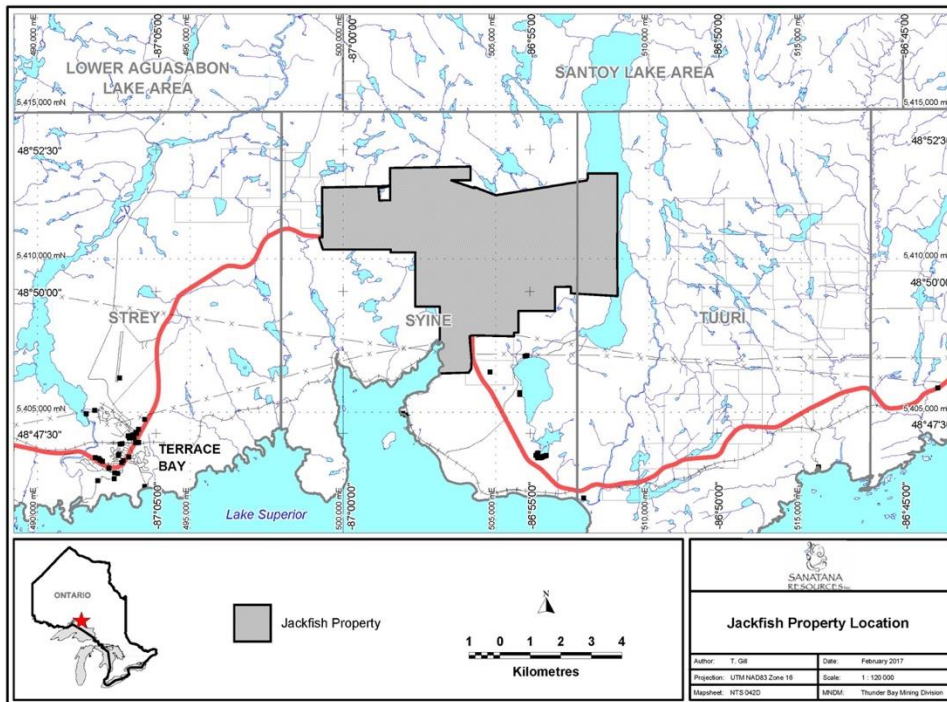 490,000 mE
-87°05'00"
495,000 mE
500,000 mE
-87°00'00"
505,000 mE
-86°55'00"
510,000 mE
-86°50'00"
515,000 mE
-86°45'00"
LOWER AGUASABON
LAKE AREA
SANTOY LAKE AREA
5,415,000 mN
5,415,000 mN
48°52'30"
48°52'30"
5,410,000 mN
5,410,000 mN
48°50'00"
48°50'00"
STREY
SYINE
TUURI
5,405,000 mN
5,405,000 mN
48°47'30"
48°47'30"
TERRACE
BAY
Lake Superior
490,000 mE
-87°05'00"
495,000 mE
500,000 mE
-87°00'00"
505,000 mE
-86°55'00"
510,000 mE
-86°50'00"
515,000 mE
-86°45'00"
ONTARIO
Jackfish Property
N
1 0 1 2 3 4
Kilometres
SANATANA
RESOURCES
Jackfish Property Location
Author: T. Gill Date: February 2017
Projection: UTM NAD83 Zone 16 Scale: 1 : 120 000
Mapsheet: NTS 042D MNDM: Thunder Bay Mining Division